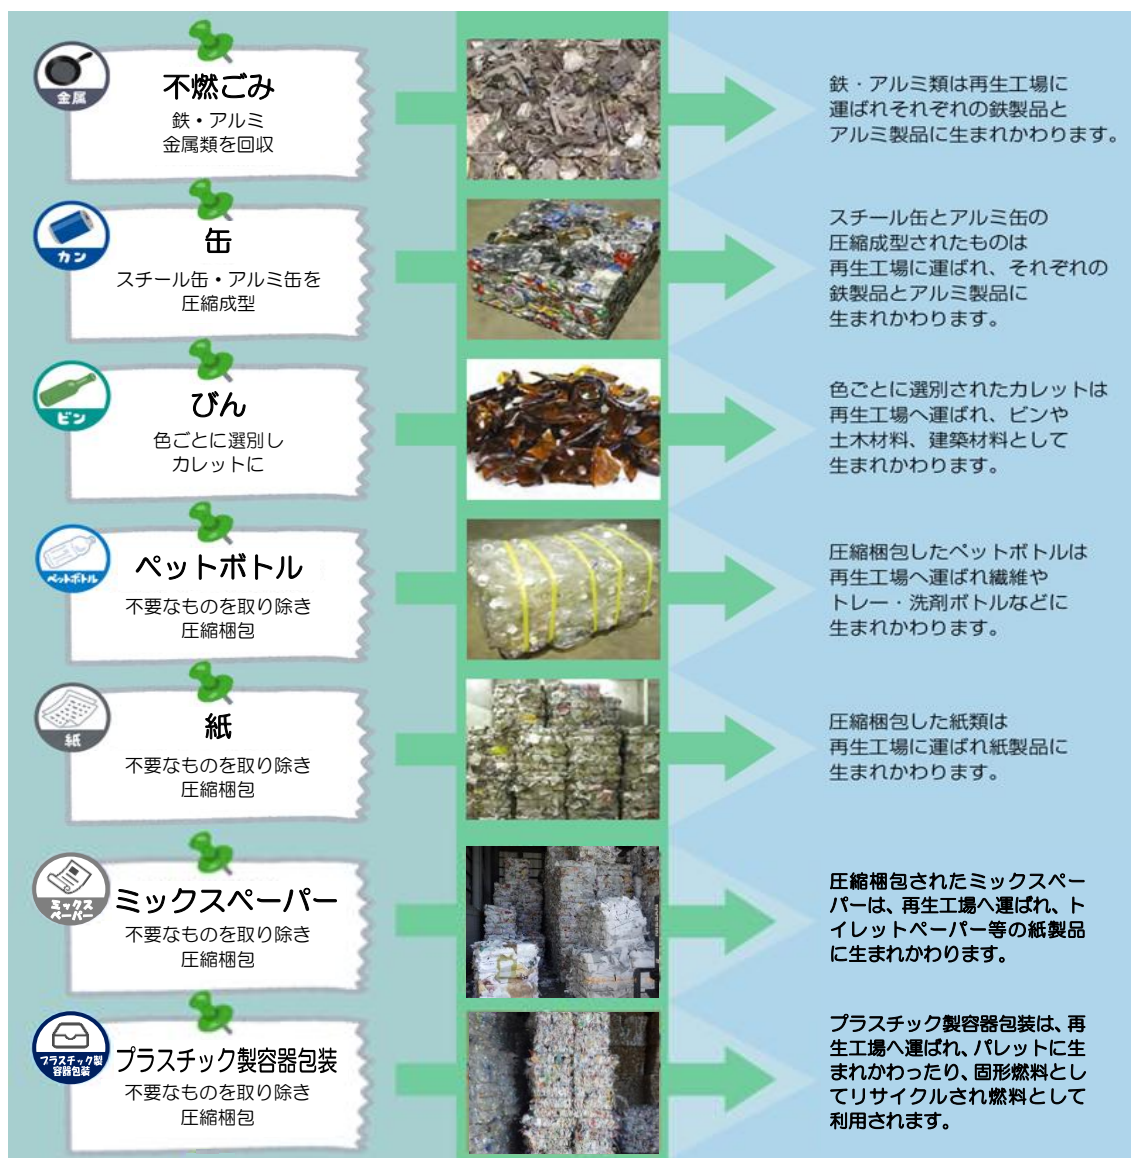 金属
不燃ごみ
鉄・アルミ
金属類を回収
鉄・アルミ類は再生工場に
運ばれそれぞれの鉄製品と
アルミ製品に生まれかわります。
カン
缶
スチール缶・アルミ缶を
圧縮成型
スチール缶とアルミ缶の
圧縮成型されたものは
再生工場に運ばれ、それぞれの
鉄製品とアルミ製品に
生まれかわります。
ビン
びん
色ごとに選別し
カレットに
色ごとに選別されたカレットは
再生工場へ運ばれ、ビンや
土木材料、建築材料として
生まれかわります。
ペットボトル
ペットボトル
不要なものを取り除き
圧縮梱包
圧縮梱包したペットボトルは
再生工場へ運ばれ繊維や
トレー・洗剤ボトルなどに
生まれかわります。
紙
紙
不要なものを取り除き
圧縮梱包
圧縮梱包した紙類は
再生工場に運ばれ紙製品に
生まれかわります。
ミックス
ペーパー
ミックスペーパー
不要なものを取り除き
圧縮梱包
圧縮梱包されたミックスペー
パーは、再生工場へ運ばれ、ト
イレットペーパー等の紙製品
に生まれかわります。
プラスチック製
容器包装
プラスチック製容器包装
不要なものを取り除き
圧縮梱包
プラスチック製容器包装は、再
生工場へ運ばれ、パレットに生
まれかわったり、固形燃料とし
てリサイクルされ燃料として
利用されます。